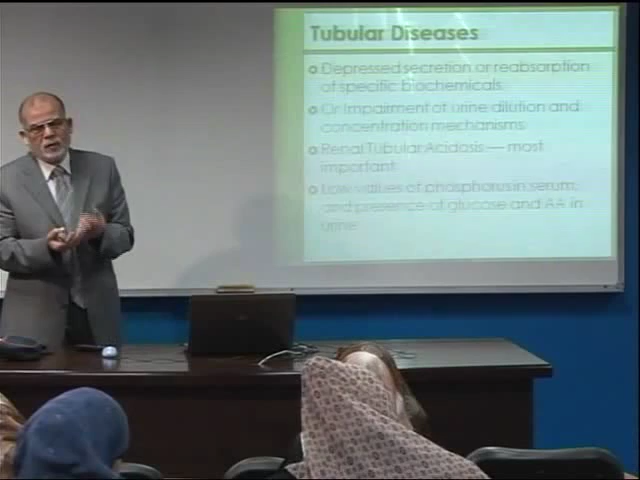 Tubular Diseases
Depressed secretion or reabsorption
of specific biochemicals
Or Impairment of urine dilution and
concentration mechanisms
Renal Tubular Acidosis — most
important
Low values of phosphorus in serum,
and presence of glucose and AA in
urine